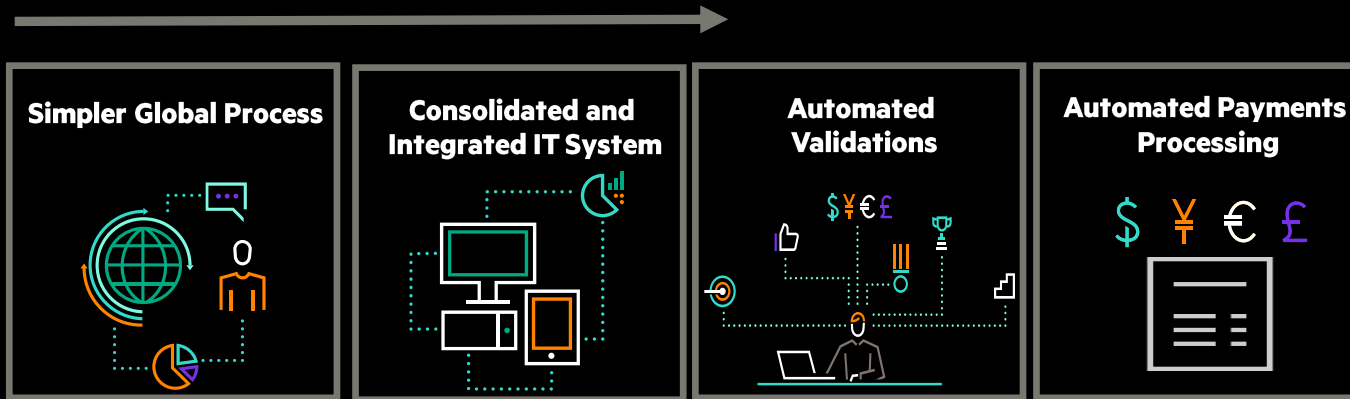 Simpler Global Process
Consolidated and
Integrated IT System
Automated
Validations
$ ¥ € £
Automated Payments
Processing
$ ¥ € £